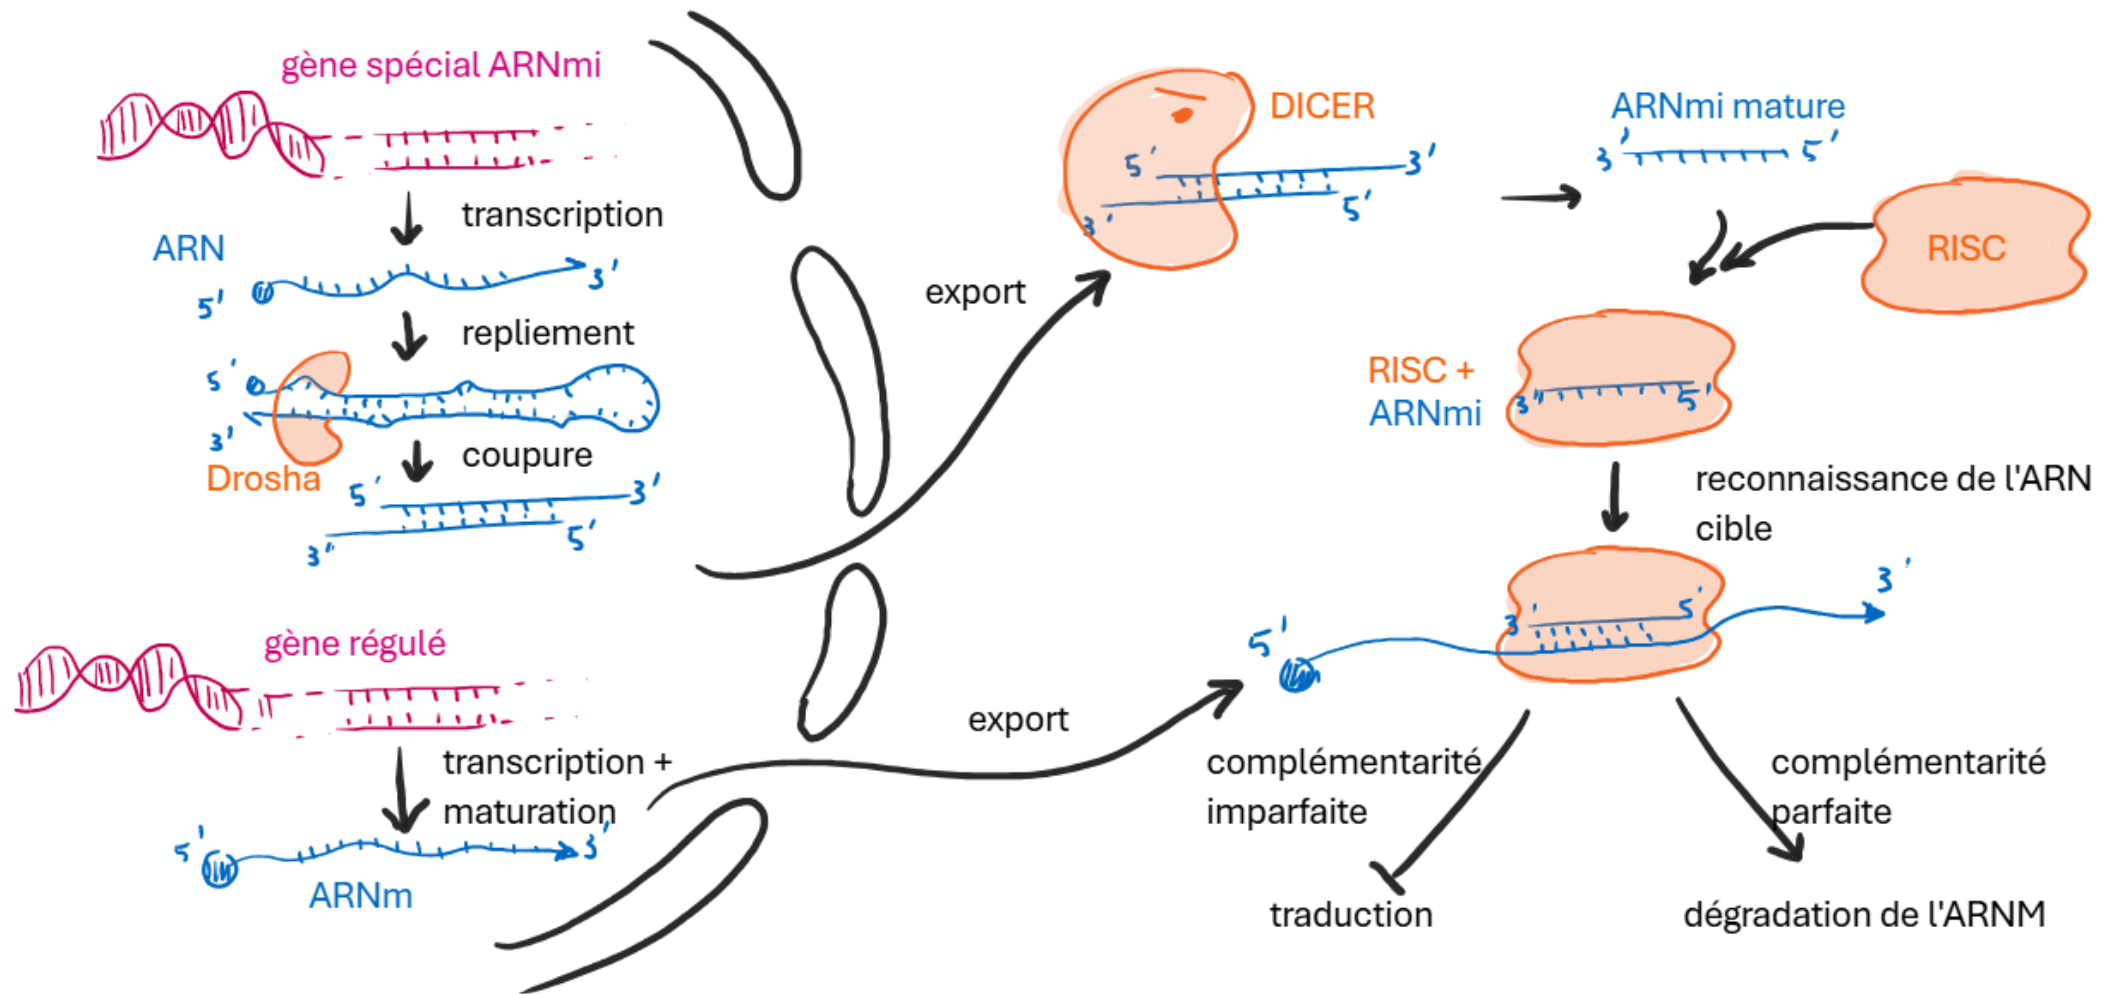 gène spécial ARNmi
transcription
ARN
5'
3'
repliement
5'
3'
Drosha
coupure
5'
3'
3'
5'
gène régulé
transcription +
maturation
5'
3'
ARNm
export
export
DICER
5'
3'
3'
5'
ARNmi mature
3'
5'
RISC
RISC +
ARNmi
3'
5'
reconnaissance de l'ARN
cible
5'
3'
5'
3'
complémentarité
imparfaite
complémentarité
parfaite
traduction
dégradation de l'ARNM